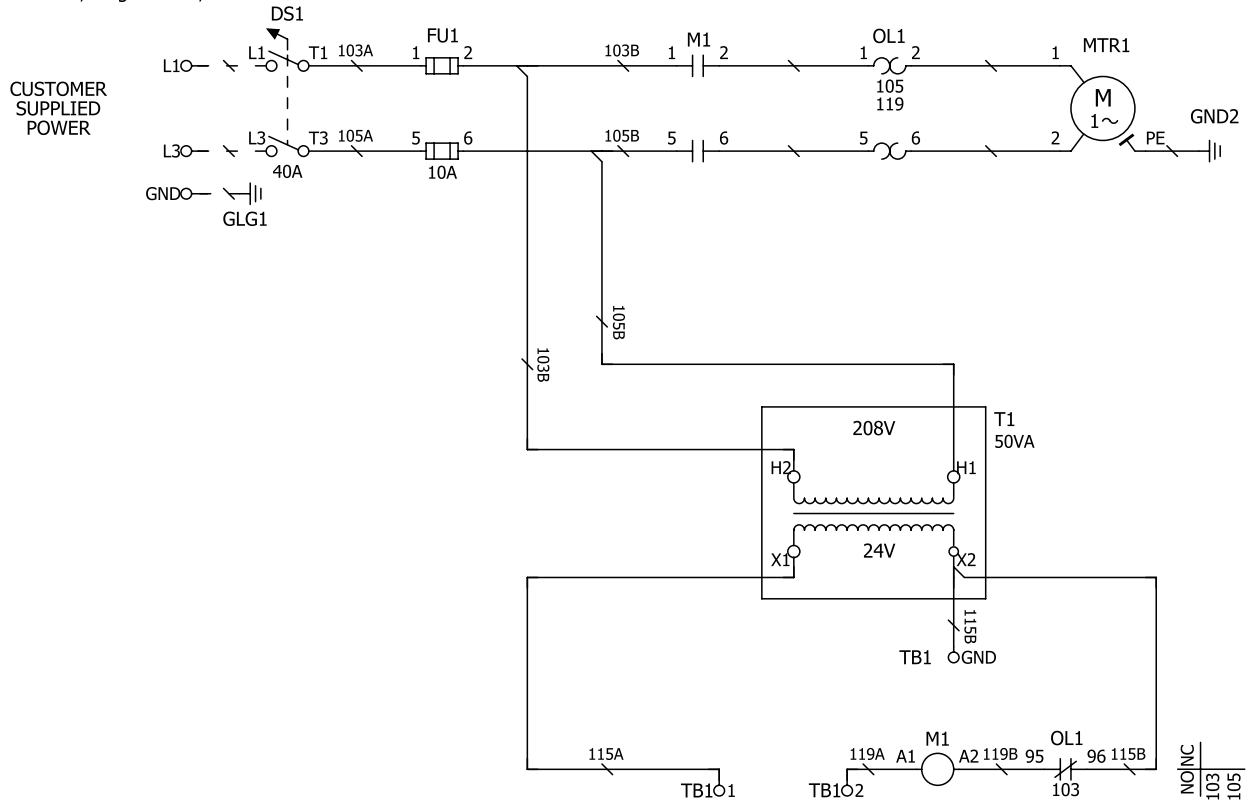 DS1
L1 L1 T1 103A 1 FU1 2 103B 1 M1 2 1 OL1 2 1 MTR1
105
119
CUSTOMER
SUPPLIED
POWER
M
1~
GND2
L3 L3 T3 105A 5 6 105B 5 6 5 6 2 PE
40A
10A
GND
GLG1
105B
103B
208V
T1
50VA
H2 H1
24V
X1 X2
115B
TB1 GND
M1 OL1
115A 119A A1 A2 119B 95 96 115B
TB1 1 TB1 2 103
NO NC
103
105